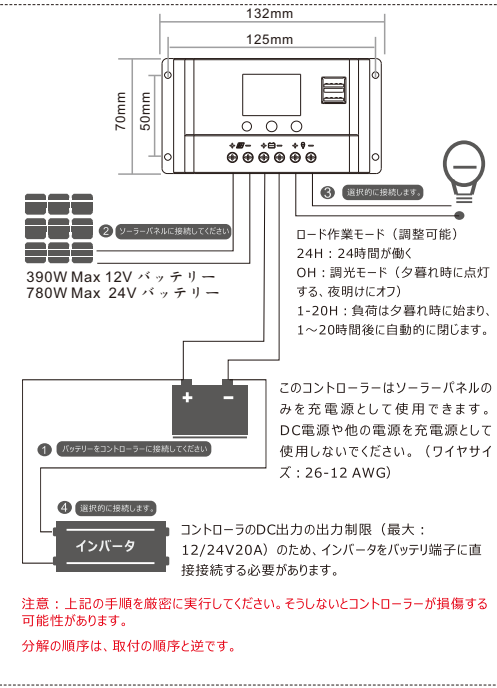 132mm
125mm
70mm
50mm
3 選択的に接続します。
2 ソーラーパネルに接続してください
390W Max 12V バッテリー
780W Max 24V バッテリー
ロード作業モード（調整可能）
24H：24時間が働く
OH：調光モード（夕暮れ時に点灯
する、夜明けにオフ）
1-20H：負荷は夕暮れ時に始まり、
1～20時間後に自動的に閉じます。
このコントローラーはソーラーパネルの
みを充電源として使用できます。
DC電源や他の電源を充電源として
使用しないでください。（ワイヤサイ
ズ：26-12 AWG）
1 バッテリーをコントローラーに接続してください
4 選択的に接続します。
インバータ
コントローラのDC出力の出力制限（最大：
12/24V20A）のため、インバータをバッテリ端子に直
接接続する必要があります。
注意：上記の手順を厳密に実行してください。そうしないとコントローラーが損傷する
可能性があります。
分解の順序は、取付の順序と逆です。